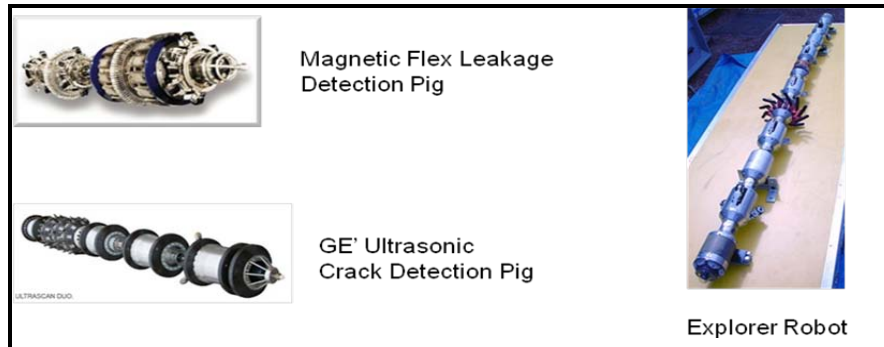 Magnetic Flex Leakage
Detection Pig
GE' Ultrasonic
Crack Detection Pig
ULTRASCAN DUO.
Explorer Robot